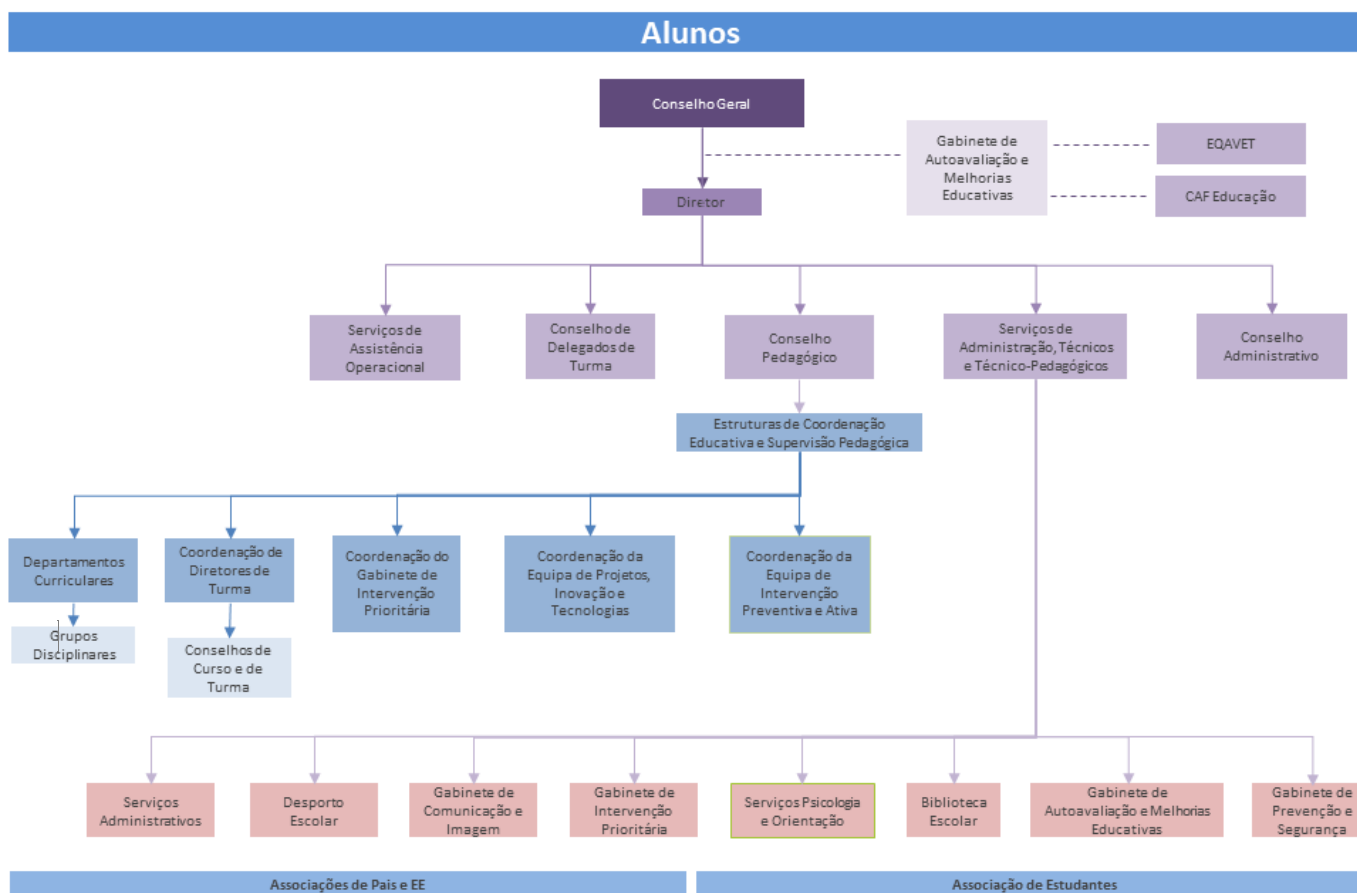 Alunos
Conselho Geral
Gabinete de
Autoavaliação e
Melhorias
Educativas
EQAVET
CAF Educação
Diretor
Serviços de
Assistência
Operacional
Conselho de
Delegados de
Turma
Conselho
Pedagógico
Serviços de
Administração, Técnicos
e Técnico-Pedagógicos
Conselho
Administrativo
Estruturas de Coordenação
Educativa e Supervisão Pedagógica
Departamentos
Curriculares
Coordenação de
Diretores de
Turma
Coordenação do
Gabinete de
Intervenção
Prioritária
Coordenação da
Equipa de Projetos,
Inovação e
Tecnologias
Coordenação da
Equipa de
Intervenção
Preventiva e Ativa
Grupos
Disciplinares
Conselhos de
Curso e de
Turma
Serviços
Administrativos
Desporto
Escolar
Gabinete de
Comunicação e
Imagem
Gabinete de
Intervenção
Prioritária
Serviços Psicologia
e Orientação
Biblioteca
Escolar
Gabinete de
Autoavaliação e Melhorias
Educativas
Gabinete de
Prevenção e
Segurança
Associações de Pais e EE
Associação de Estudantes